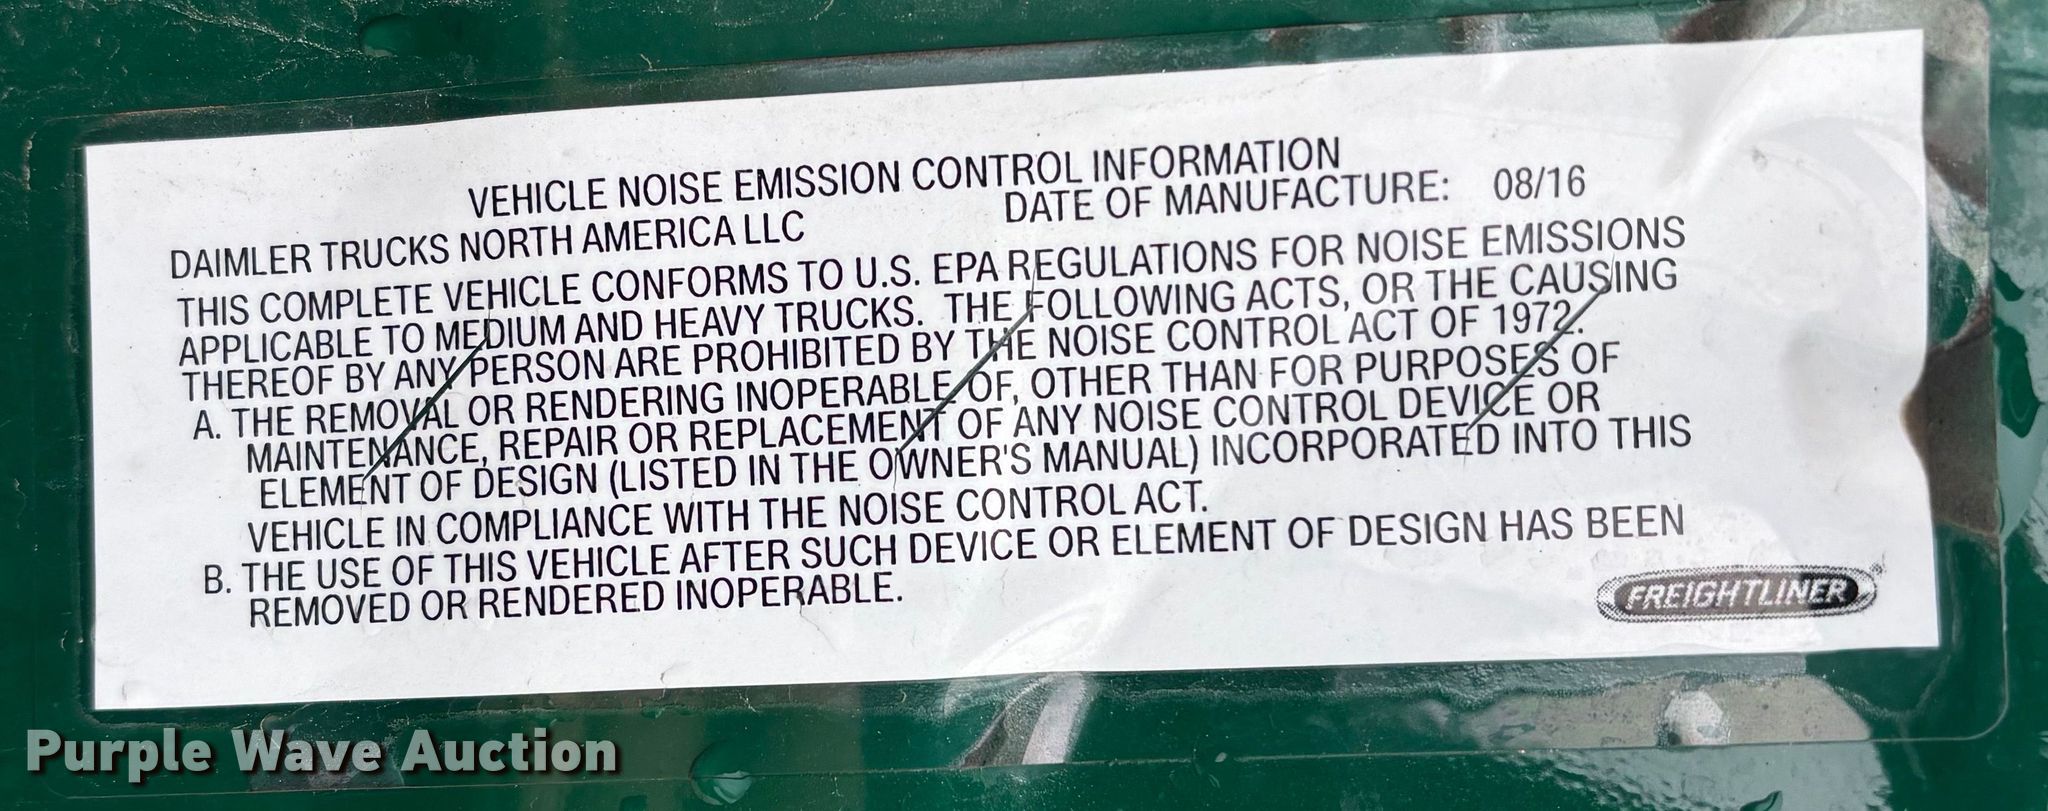 VEHICLE NOISE EMISSION CONTROL INFORMATION
DAIMLER TRUCKS NORTH AMERICA LLC DATE OF MANUFACTURE: 08/16
THIS COMPLETE VEHICLE CONFORMS TO U.S. EPA REGULATIONS FOR NOISE EMISSIONS
APPLICABLE TO MEDIUM AND HEAVY TRUCKS. THE FOLLOWING ACTS, OR THE CAUSING
THEREOF BY ANY PERSON ARE PROHIBITED BY THE NOISE CONTROL ACT OF 1972.
A. THE REMOVAL OR RENDERING INOPERABLE OF, OTHER THAN FOR PURPOSES OF
MAINTENANCE, REPAIR OR REPLACEMENT OF ANY NOISE CONTROL DEVICE OR
ELEMENT OF DESIGN (LISTED IN THE OWNER'S MANUAL) INCORPORATED INTO THIS
VEHICLE IN COMPLIANCE WITH THE NOISE CONTROL ACT.
B. THE USE OF THIS VEHICLE AFTER SUCH DEVICE OR ELEMENT OF DESIGN HAS BEEN
REMOVED OR RENDERED INOPERABLE.
FREIGHTLINER
Purple Wave Auction